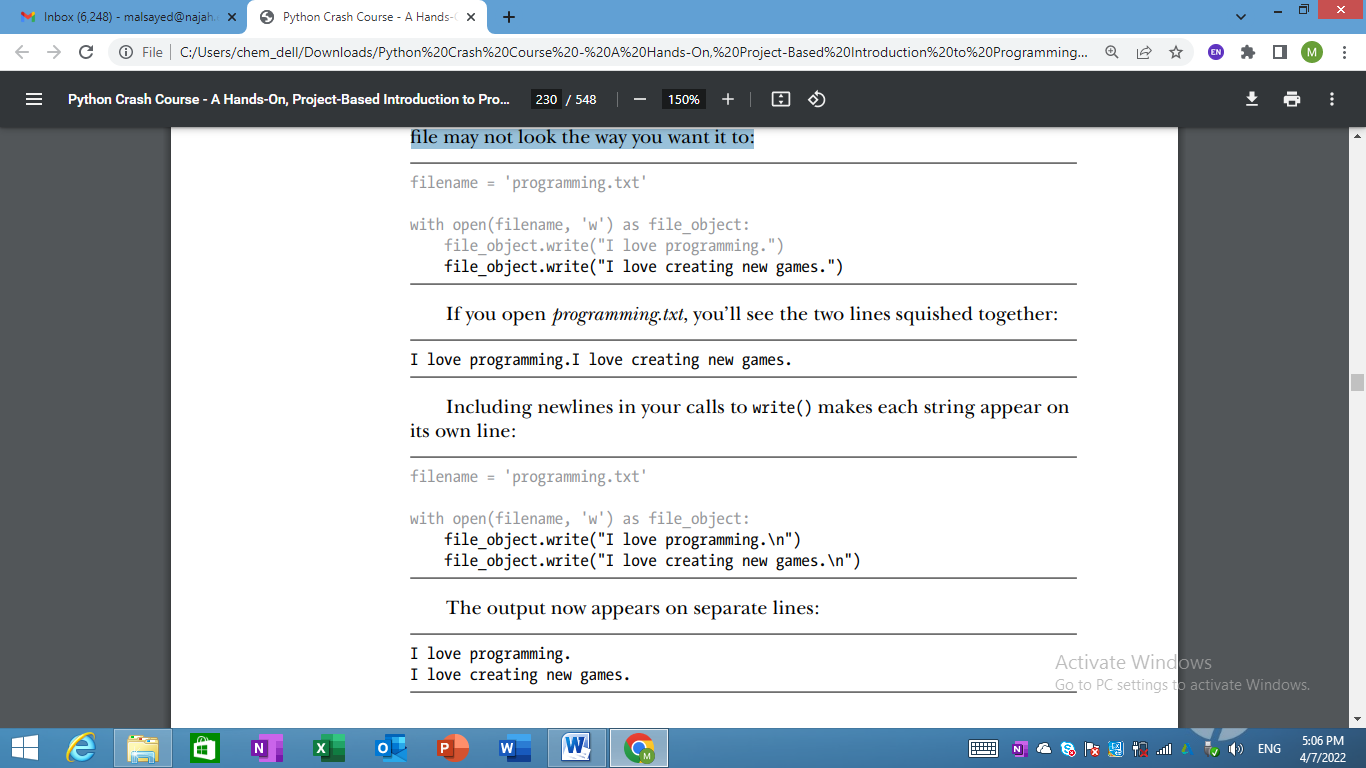 Inbox (6,248) - malsayed@najah.
Python Crash Course - A Hands-
File
C:/Users/chem_dell/Downloads/Python%20Crash%20Course%20-%20A%20Hands-On,%20Project-Based%20Introduction%20to%20Programming...
EN
M
Python Crash Course - A Hands-On, Project-Based Introduction to Pro...
230 / 548
150%
file may not look the way you want it to:
filename = 'programming.txt'
with open(filename, 'w') as file_object:
file_object.write("I love programming.")
file_object.write("I love creating new games.")
If you open programming.txt, you’ll see the two lines squished together:
I love programming.I love creating new games.
Including newlines in your calls to write() makes each string appear on
its own line:
filename = 'programming.txt'
with open(filename, 'w') as file_object:
file_object.write("I love programming.\n")
file_object.write("I love creating new games.\n")
The output now appears on separate lines:
I love programming.
I love creating new games.
Activate Windows
Go to PC settings to activate Windows.
ENG
5:06 PM
4/7/2022